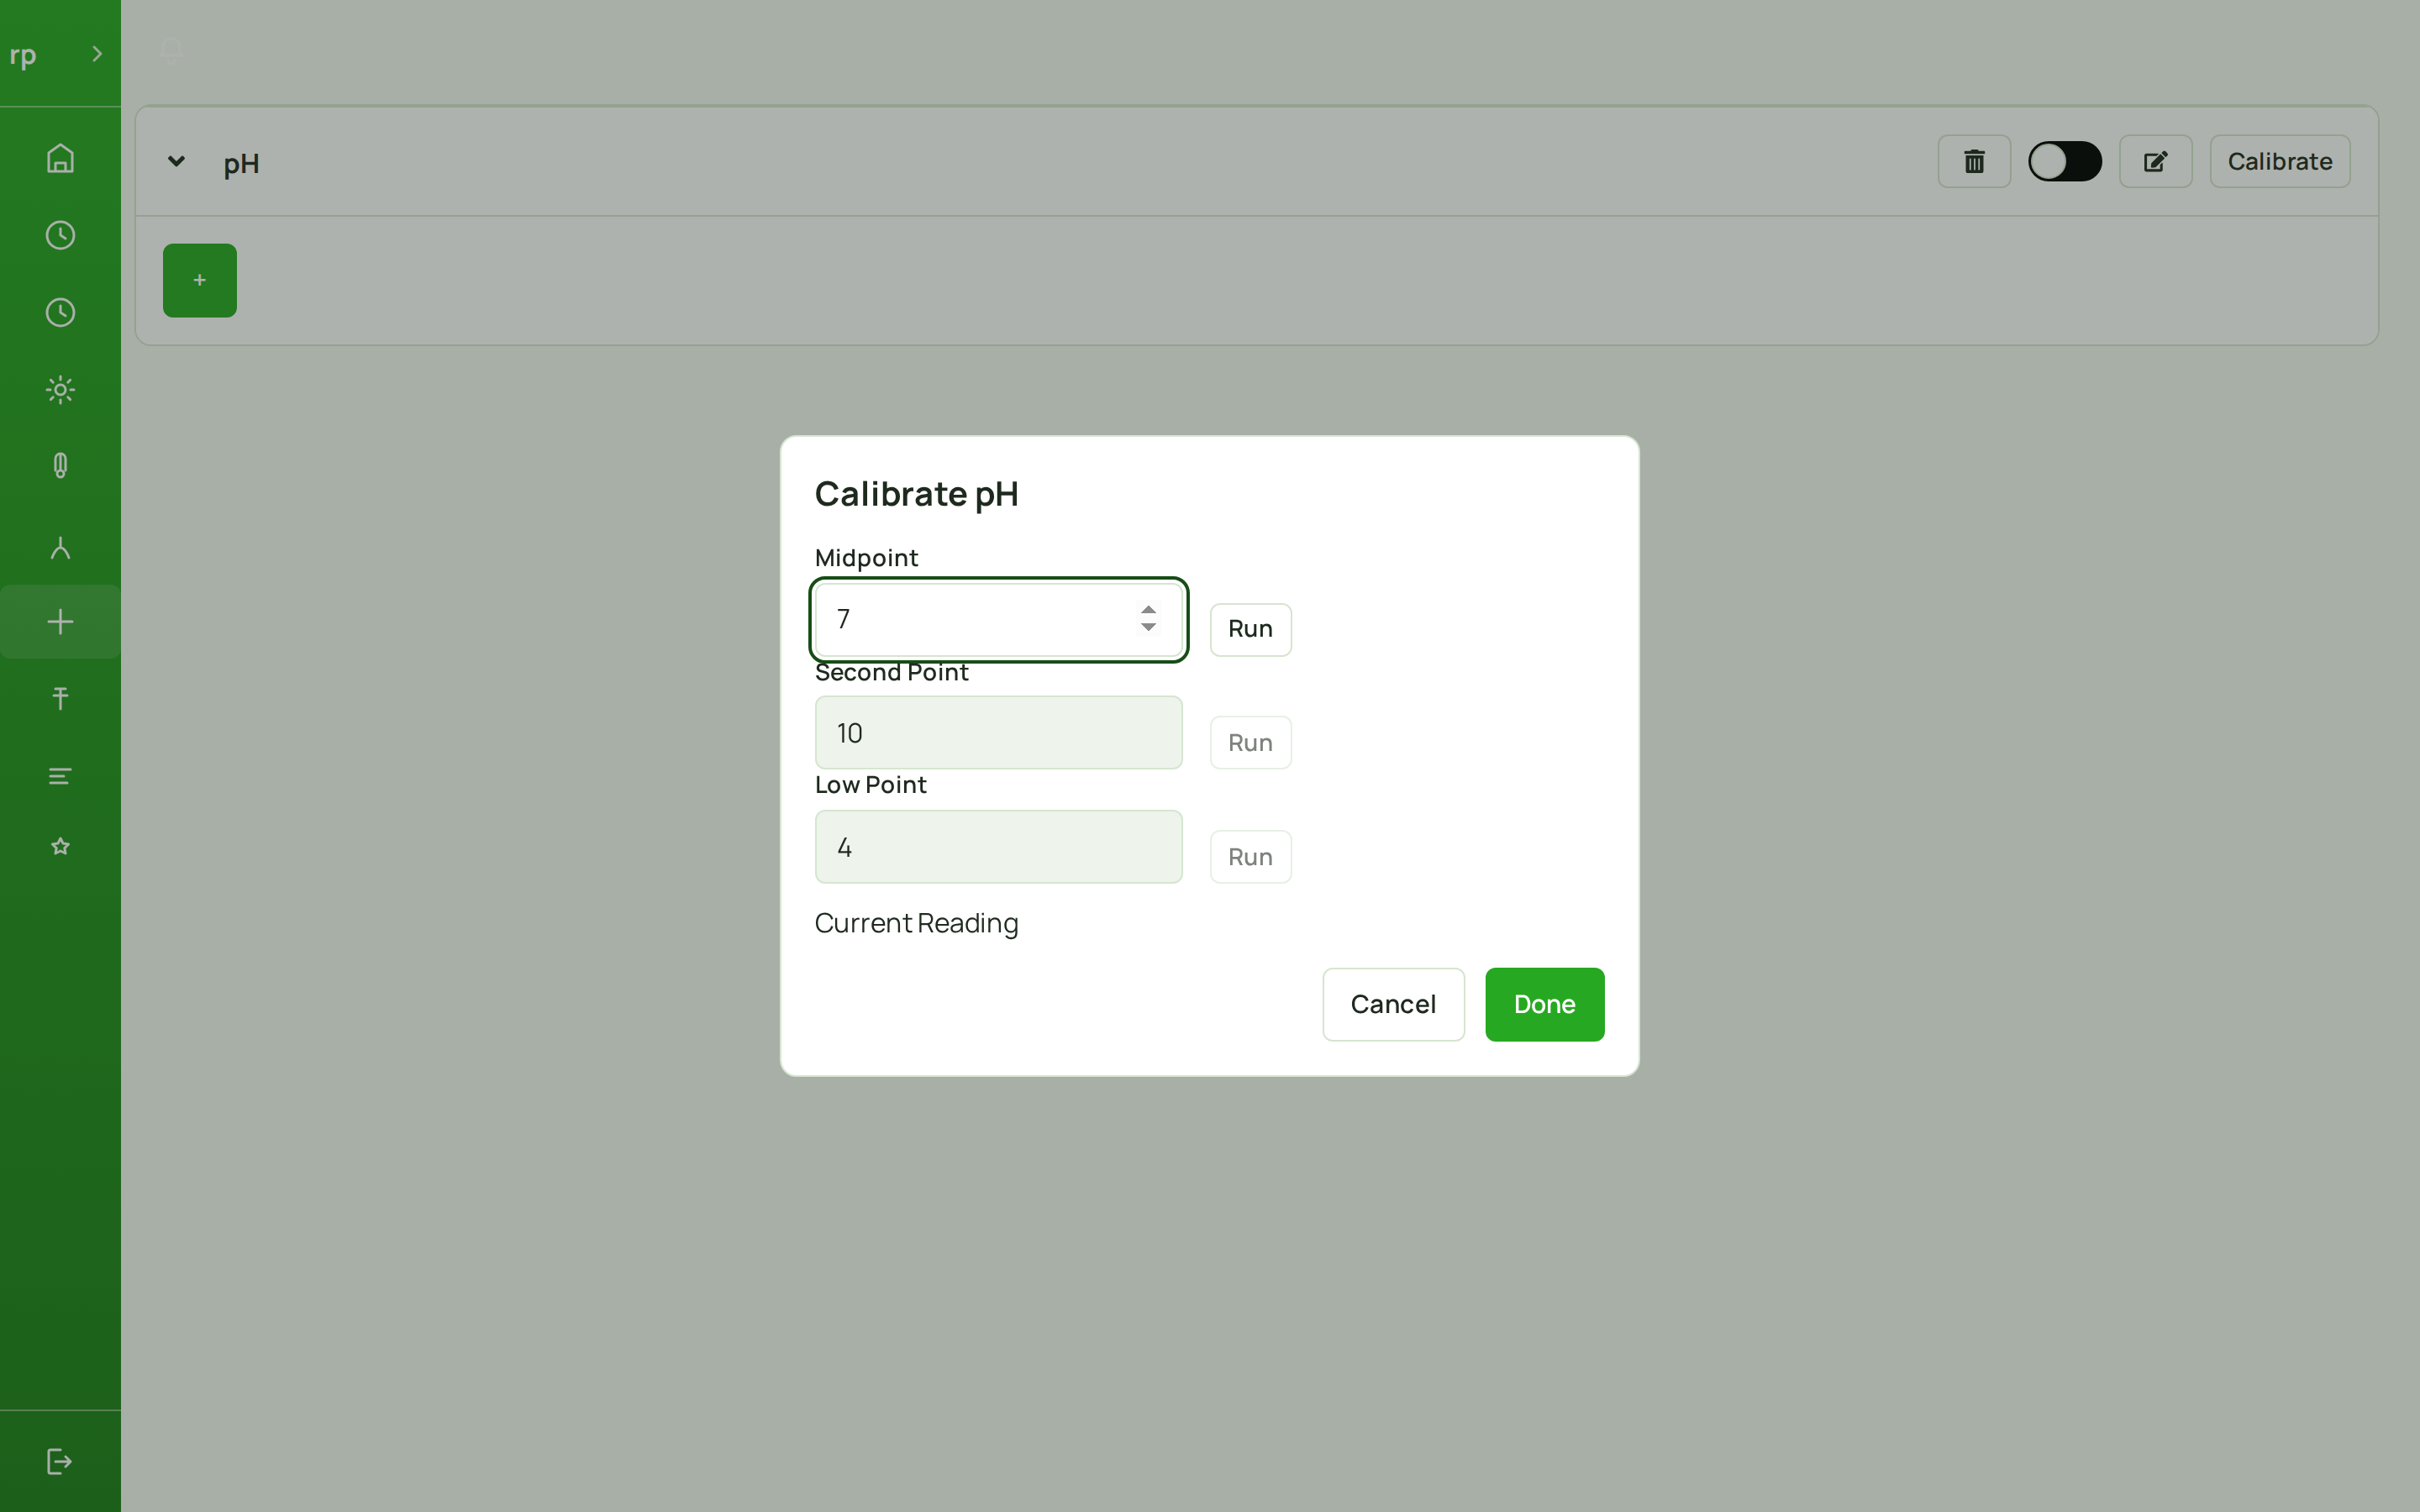 rp
pH
Calibrate
+
Calibrate pH
Midpoint
7
Run
Second Point
10
Run
Low Point
4
Run
Current Reading
Cancel
Done